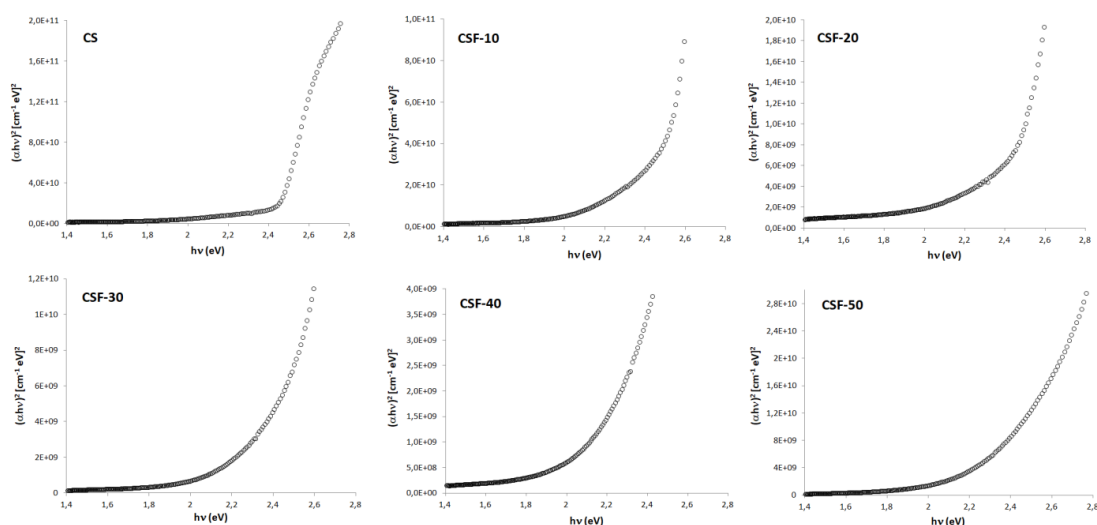 CS
2,0E+11
1,6E+11
1,2E+11
8,0E+10
4,0E+10
0,0E+00
(αhν)² [cm⁻¹ eV]²
1,4 1,6 1,8 2 2,2 2,4 2,6 2,8
hν (eV)
CSF-10
1,0E+11
8,0E+10
6,0E+10
4,0E+10
2,0E+10
0,0E+00
(αhν)² [cm⁻¹ eV]²
1,4 1,6 1,8 2 2,2 2,4 2,6 2,8
hν (eV)
CSF-20
2,0E+10
1,8E+10
1,6E+10
1,4E+10
1,2E+10
1,0E+10
8,0E+09
6,0E+09
4,0E+09
2,0E+09
0,0E+00
(αhν)² [cm⁻¹ eV]²
1,4 1,6 1,8 2 2,2 2,4 2,6 2,8
hν (eV)
CSF-30
1,2E+10
1E+10
8E+09
6E+09
4E+09
2E+09
0
(αhν)² [cm⁻¹ eV]²
1,4 1,6 1,8 2 2,2 2,4 2,6 2,8
hν (eV)
CSF-40
4,0E+09
3,5E+09
3,0E+09
2,5E+09
2,0E+09
1,5E+09
1,0E+09
5,0E+08
0,0E+00
(αhν)² [cm⁻¹ eV]²
1,4 1,6 1,8 2 2,2 2,4 2,6 2,8
hν (eV)
CSF-50
2,8E+10
2,4E+10
2E+10
1,6E+10
1,2E+10
8E+09
4E+09
0
(αhν)² [cm⁻¹ eV]²
1,4 1,6 1,8 2 2,2 2,4 2,6 2,8
hν (eV)